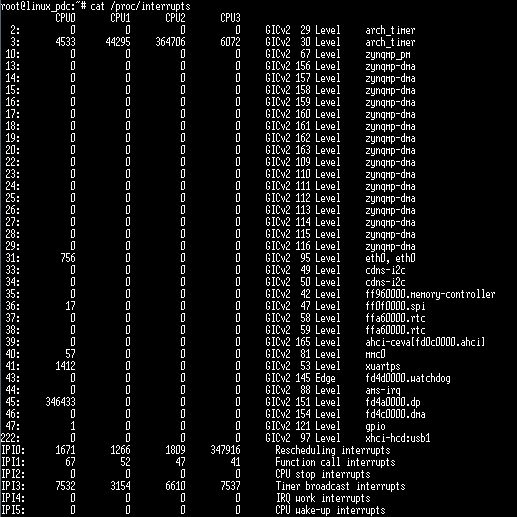 root@linux_pdc:~# cat /proc/interrupts
CPU0 CPU1 CPU2 CPU3
2: 0 0 0 0 GICv2 29 Level arch_timer
3: 4533 44295 364706 6072 GICv2 30 Level arch_timer
10: 0 0 0 0 GICv2 67 Level zynqmp_pm
13: 0 0 0 0 GICv2 156 Level zynqmp-dma
14: 0 0 0 0 GICv2 157 Level zynqmp-dma
15: 0 0 0 0 GICv2 158 Level zynqmp-dma
16: 0 0 0 0 GICv2 159 Level zynqmp-dma
17: 0 0 0 0 GICv2 160 Level zynqmp-dma
18: 0 0 0 0 GICv2 161 Level zynqmp-dma
19: 0 0 0 0 GICv2 162 Level zynqmp-dma
20: 0 0 0 0 GICv2 163 Level zynqmp-dma
22: 0 0 0 0 GICv2 109 Level zynqmp-dma
23: 0 0 0 0 GICv2 110 Level zynqmp-dma
24: 0 0 0 0 GICv2 111 Level zynqmp-dma
25: 0 0 0 0 GICv2 112 Level zynqmp-dma
26: 0 0 0 0 GICv2 113 Level zynqmp-dma
27: 0 0 0 0 GICv2 114 Level zynqmp-dma
28: 0 0 0 0 GICv2 115 Level zynqmp-dma
29: 0 0 0 0 GICv2 116 Level zynqmp-dma
31: 756 0 0 0 GICv2 95 Level eth0, eth0
33: 0 0 0 0 GICv2 49 Level cdns-i2c
34: 0 0 0 0 GICv2 50 Level cdns-i2c
35: 0 0 0 0 GICv2 42 Level ff960000.memory-controller
36: 17 0 0 0 GICv2 47 Level ff0f0000.spi
37: 0 0 0 0 GICv2 58 Level ffa60000.rtc
38: 0 0 0 0 GICv2 59 Level ffa60000.rtc
39: 0 0 0 0 GICv2 165 Level ahci-ceva[fd0c0000.ahci]
40: 57 0 0 0 GICv2 81 Level mmc0
41: 1412 0 0 0 GICv2 53 Level xuartps
43: 0 0 0 0 GICv2 145 Edge fd4d0000.watchdog
44: 0 0 0 0 GICv2 88 Level ams-irq
45: 346433 0 0 0 GICv2 151 Level fd4a0000.dp
46: 0 0 0 0 GICv2 154 Level fd4c0000.dma
47: 1 0 0 0 GICv2 121 Level gpio
222: 0 0 0 0 GICv2 97 Level xhci-hcd:usb1
IPI0: 1671 1266 1809 347916 Rescheduling interrupts
IPI1: 67 52 47 41 Function call interrupts
IPI2: 0 0 0 0 CPU stop interrupts
IPI3: 7532 3154 6610 7537 Timer broadcast interrupts
IPI4: 0 0 0 0 IRQ work interrupts
IPI5: 0 0 0 0 CPU wake-up interrupts